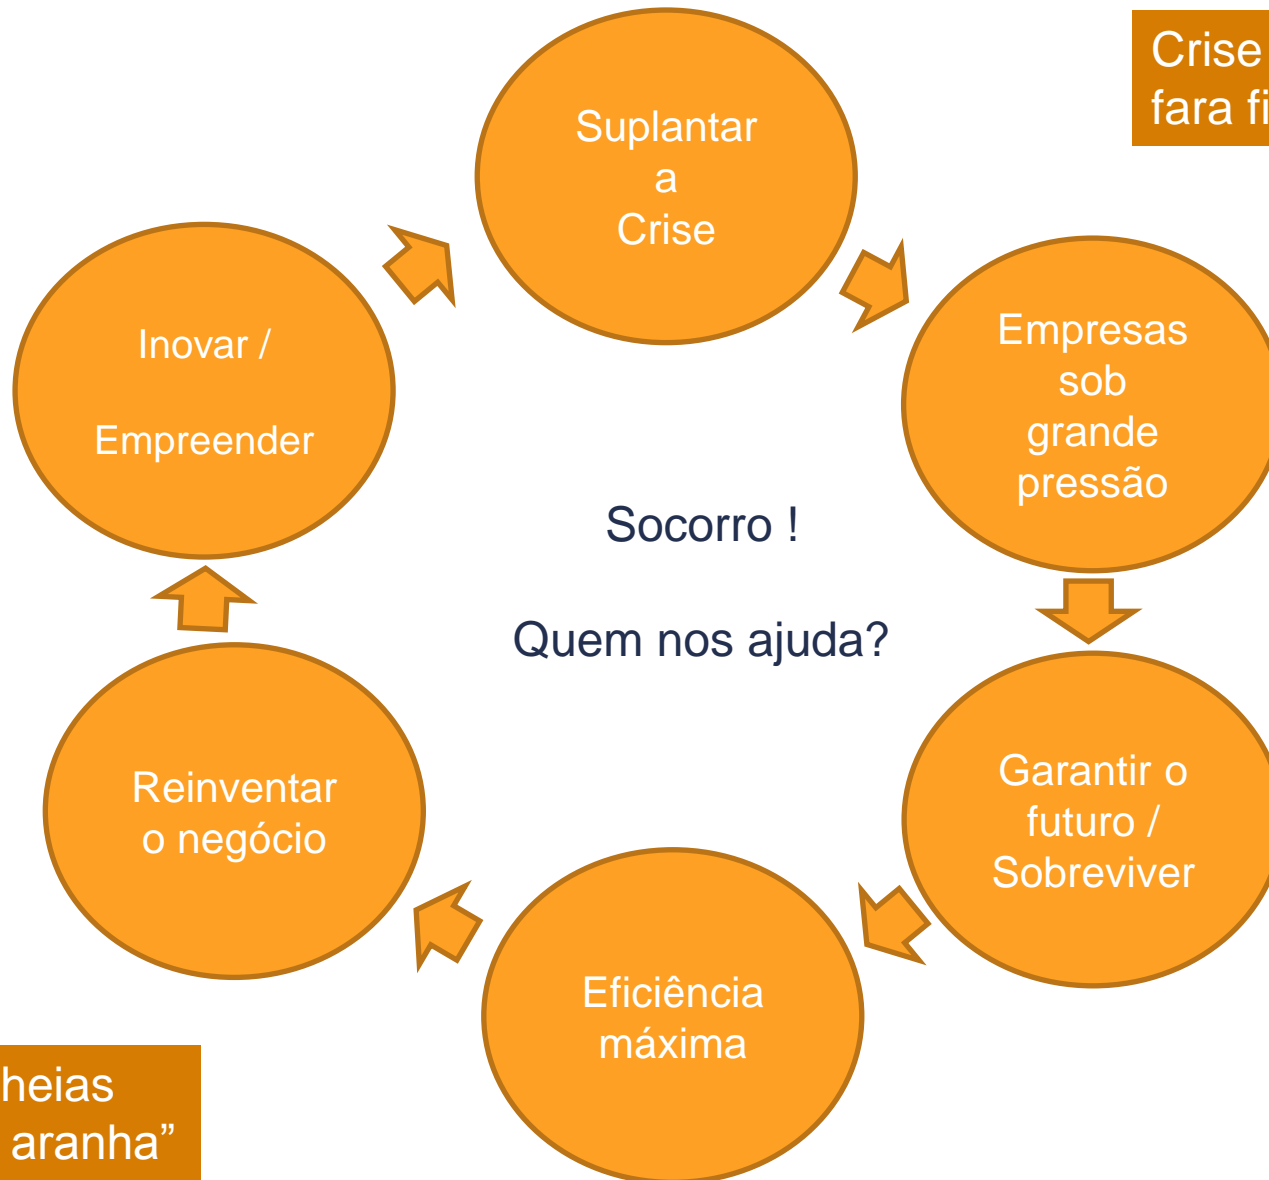 Crise
fara fi
Suplantar
a
Crise
Empresas
sob
grande
pressão
Garantir o
futuro /
Sobreviver
Eficiência
máxima
Reinventar
o negócio
Inovar /
Empreender
Socorro !
Quem nos ajuda?
heias
aranha”